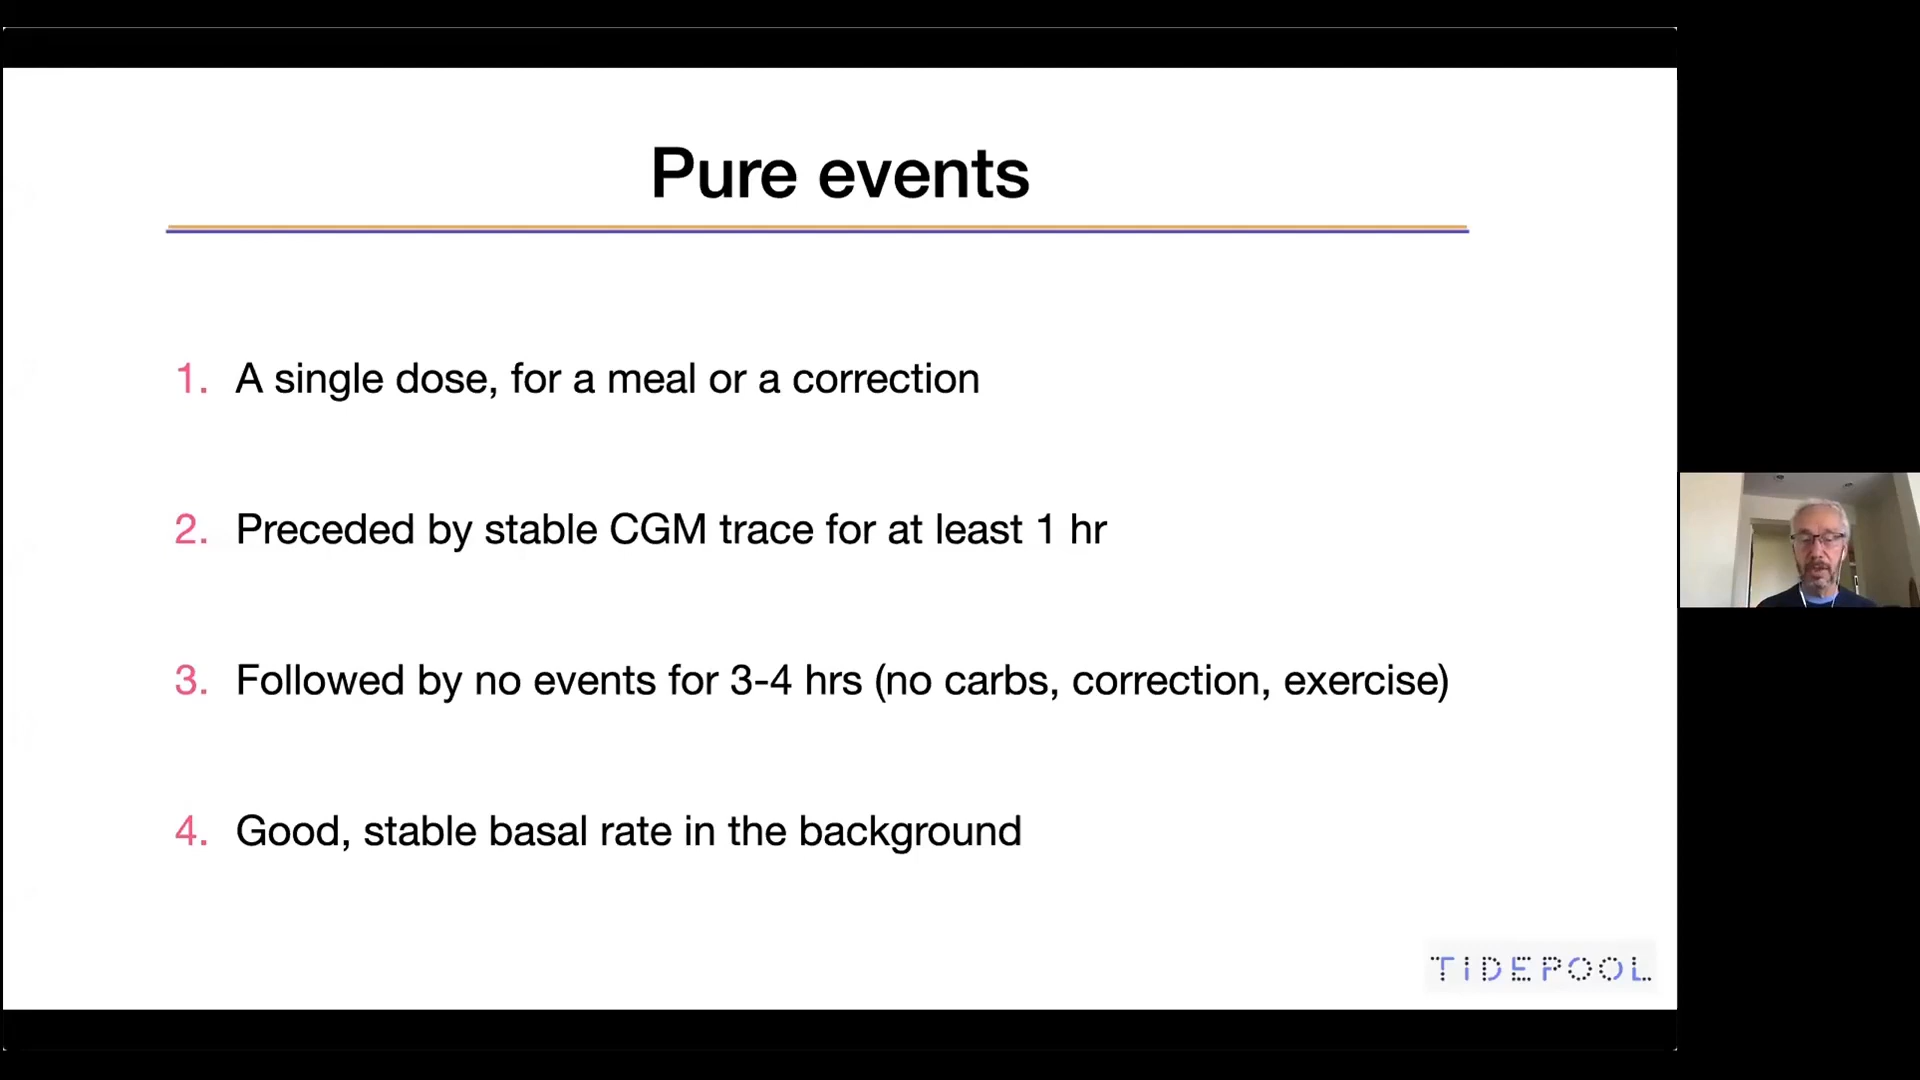 Pure events
1. A single dose, for a meal or a correction
2. Preceded by stable CGM trace for at least 1 hr
3. Followed by no events for 3-4 hrs (no carbs, correction, exercise)
4. Good, stable basal rate in the background
TIDEPOOL